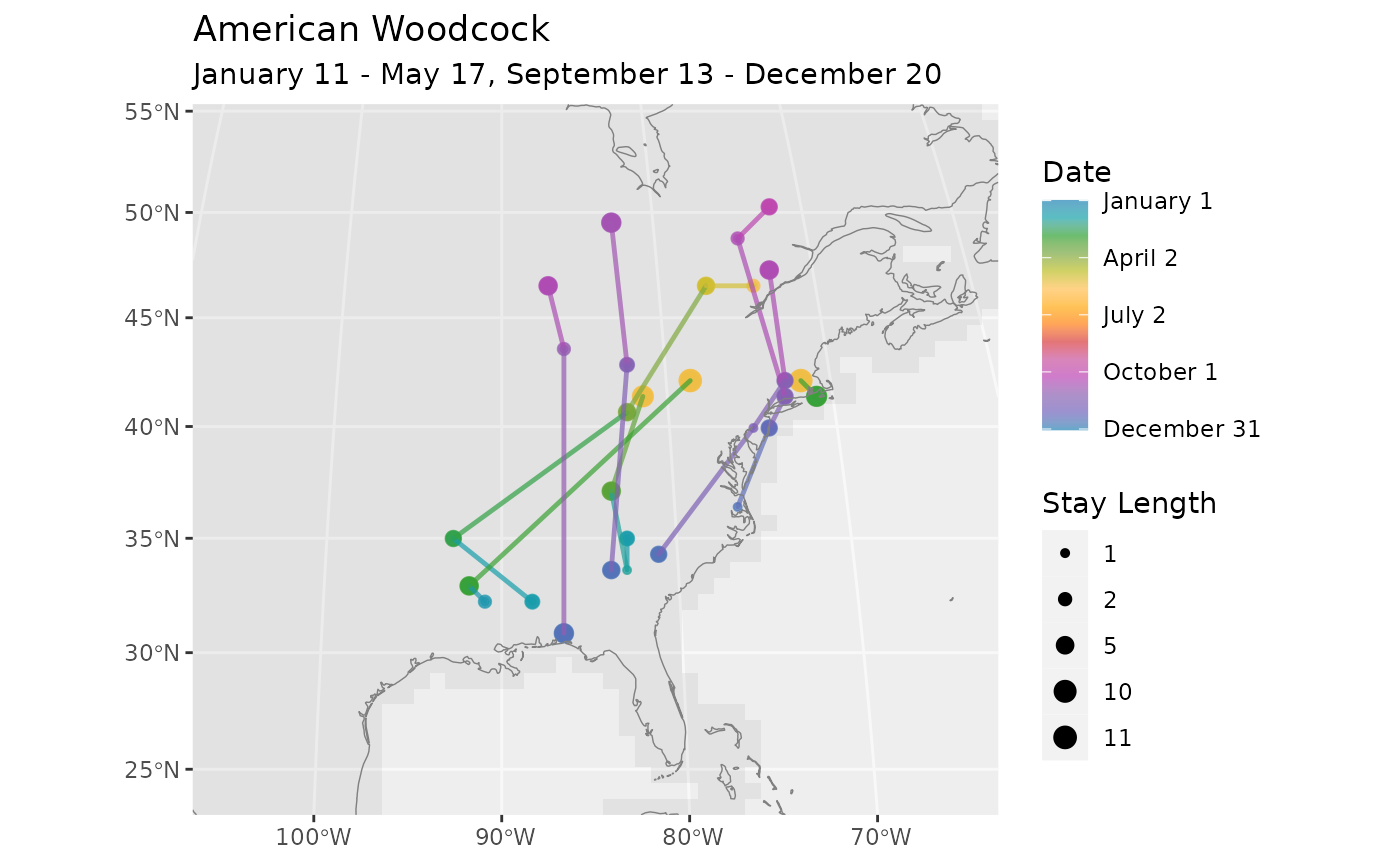 American Woodcock
January 11 - May 17, September 13 - December 20
55°N
50°N
45°N
40°N
35°N
30°N
25°N
100°W
90°W
80°W
70°W
Date
January 1
April 2
July 2
October 1
December 31
Stay Length
1
2
5
10
11